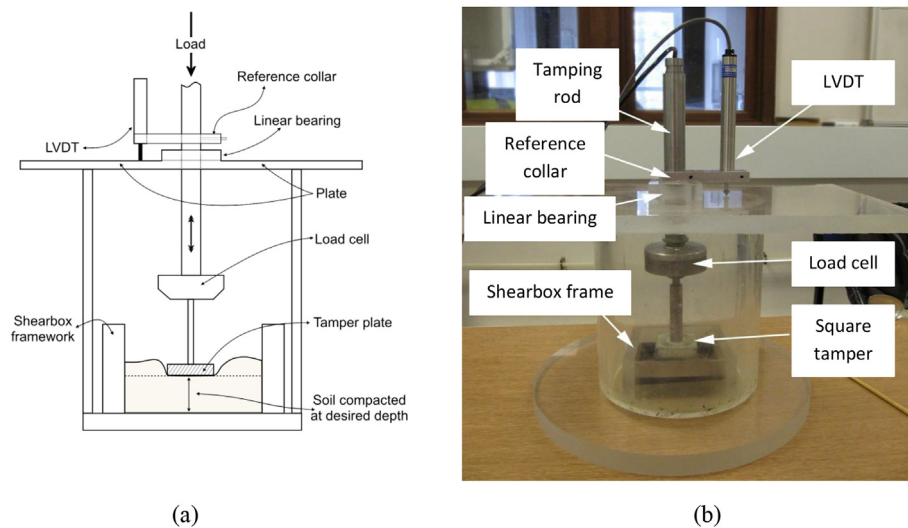 Load
Reference collar
Linear bearing
LVDT
Plate
Load cell
Shearbox
framework
Tamper plate
Soil compacted
at desired depth
(a)
Tamping
rod
LVDT
Reference
collar
Linear bearing
Load cell
Shearbox frame
Square
tamper
(b)